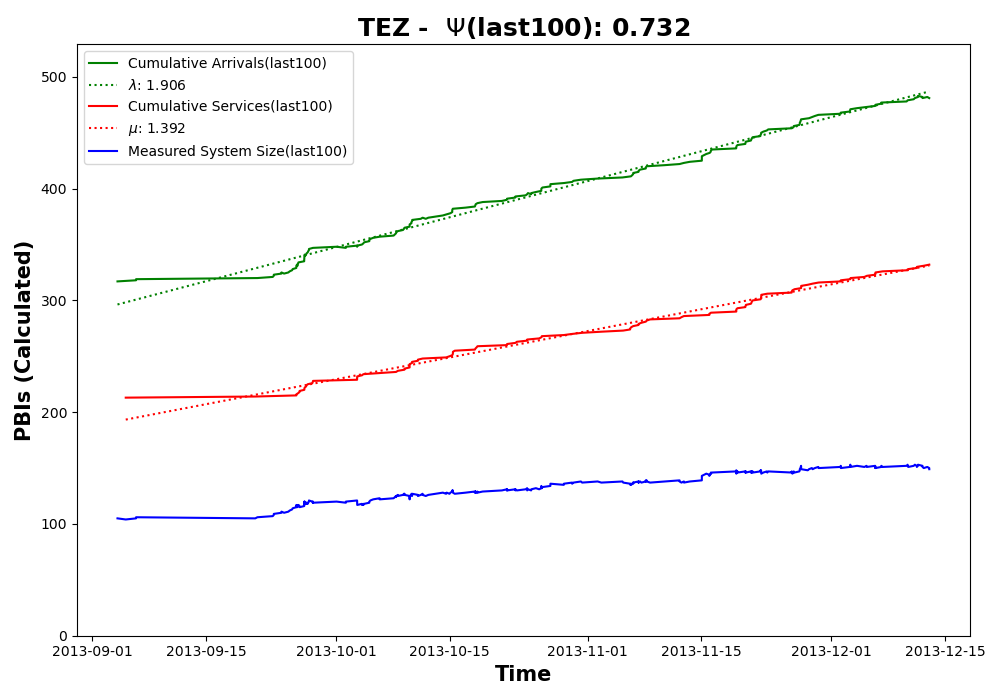 TEZ - Ψ(last100): 0.732
Cumulative Arrivals(last100)
λ: 1.906
Cumulative Services(last100)
μ: 1.392
Measured System Size(last100)
PBIs (Calculated)
500
400
300
200
100
0
2013-09-01 2013-09-15 2013-10-01 2013-10-15 2013-11-01 2013-11-15 2013-12-01 2013-12-15
Time